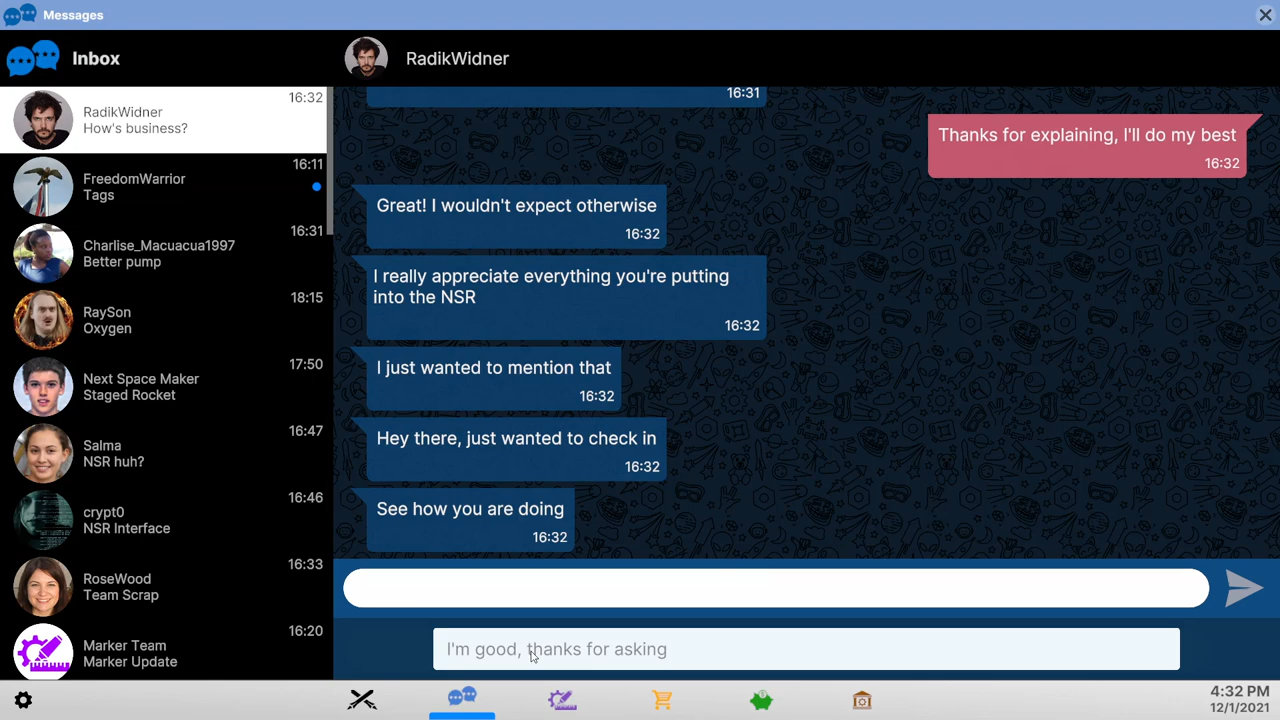 Messages
Inbox
RadikWidner
16:32
RadikWidner
How's business?
16:11
FreedomWarrior
Tags
16:31
Charlise_Macuacua1997
Better pump
18:15
RaySon
Oxygen
17:50
Next Space Maker
Staged Rocket
16:47
Salma
NSR huh?
16:46
crypt0
NSR Interface
16:33
RoseWood
Team Scrap
16:20
Marker Team
Marker Update
16:31
Thanks for explaining, I'll do my best
16:32
Great! I wouldn't expect otherwise
16:32
I really appreciate everything you're putting
into the NSR
16:32
I just wanted to mention that
16:32
Hey there, just wanted to check in
16:32
See how you are doing
16:32
I'm good, thanks for asking
4:32 PM
12/1/2021